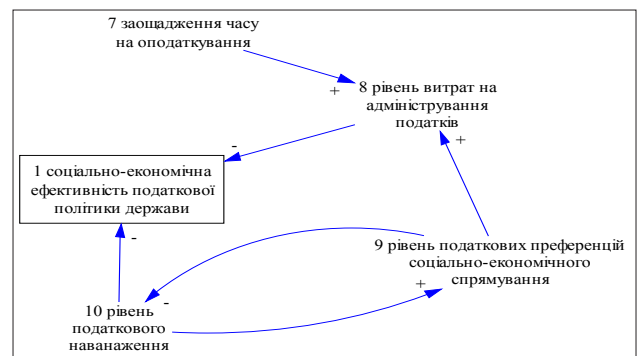 7 заощадження часу
на оподаткування
+
8 рівень витрат на
адміністрування
податків
-
+
1 соціально-економічна
ефективність податкової
політики держави
-
9 рівень податкових преференцій
соціально-економічного
спрямування
+
-
10 рівень
податкового
наванаження